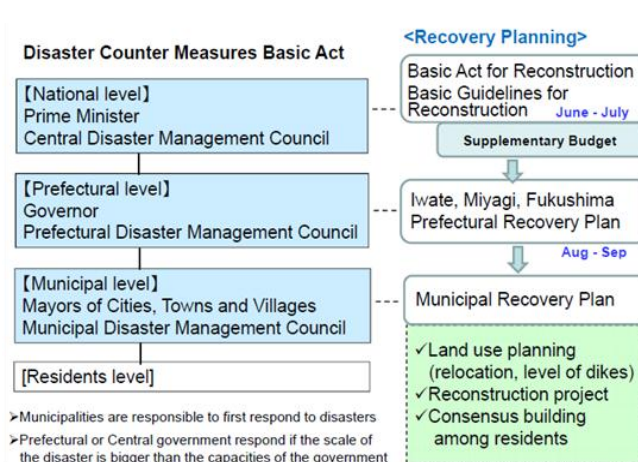 Disaster Counter Measures Basic Act
【National level】
Prime Minister
Central Disaster Management Council
【Prefectural level】
Governor
Prefectural Disaster Management Council
【Municipal level】
Mayors of Cities, Towns and Villages
Municipal Disaster Management Council
[Residents level]
➢Municipalities are responsible to first respond to disasters
➢Prefectural or Central government respond if the scale of
the disaster is bigger than the capacities of the government
<Recovery Planning>
Basic Act for Reconstruction
Basic Guidelines for
Reconstruction June - July
Supplementary Budget
Iwate, Miyagi, Fukushima
Prefectural Recovery Plan
Aug - Sep
Municipal Recovery Plan
✓Land use planning
(relocation, level of dikes)
✓Reconstruction project
✓Consensus building
among residents